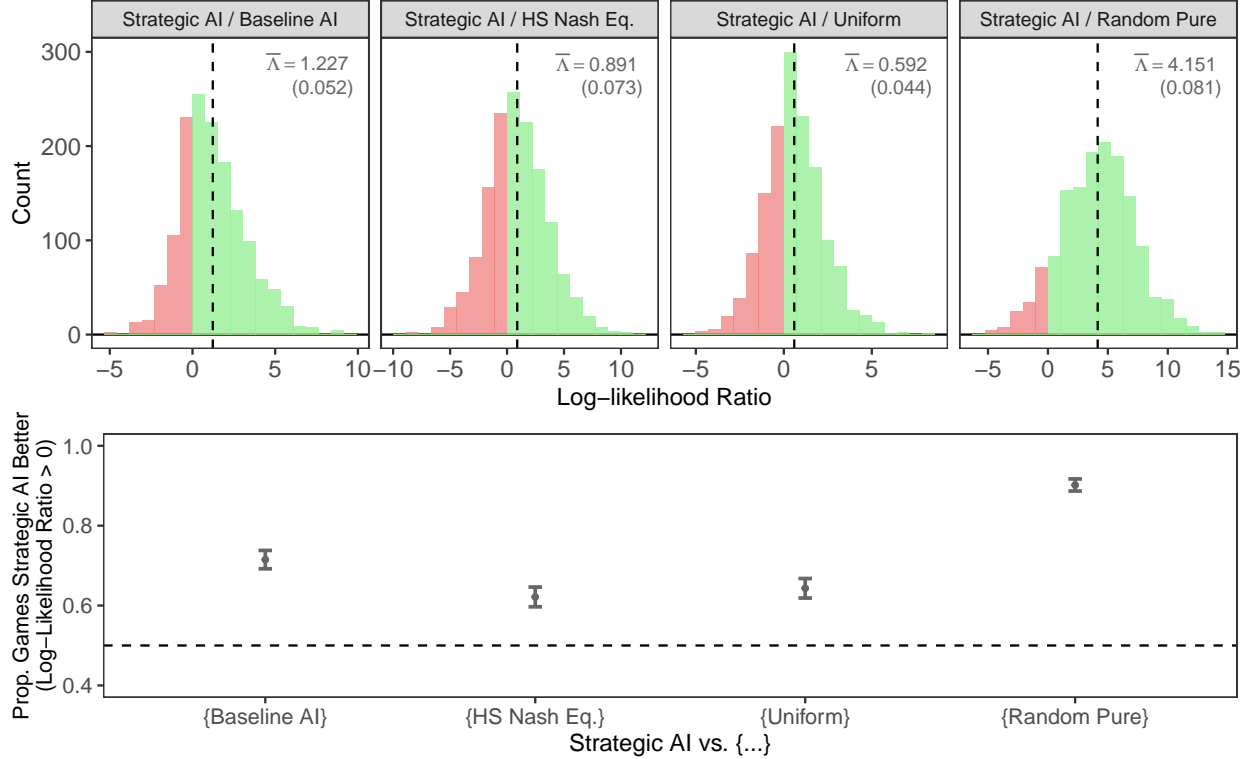 Strategic AI / Baseline AI
Strategic AI / HS Nash Eq.
Strategic AI / Uniform
Strategic AI / Random Pure
Λ̅ = 1.227
(0.052)
Λ̅ = 0.891
(0.073)
Λ̅ = 0.592
(0.044)
Λ̅ = 4.151
(0.081)
Count
300
200
100
0
−5 0 5 10
−10 −5 0 5 10
−5 0 5
−5 0 5 10 15
Log−likelihood Ratio
Prop. Games Strategic AI Better
(Log−Likelihood Ratio > 0)
1.0
0.8
0.6
0.4
{Baseline AI}
{HS Nash Eq.}
{Uniform}
{Random Pure}
Strategic AI vs. {...}